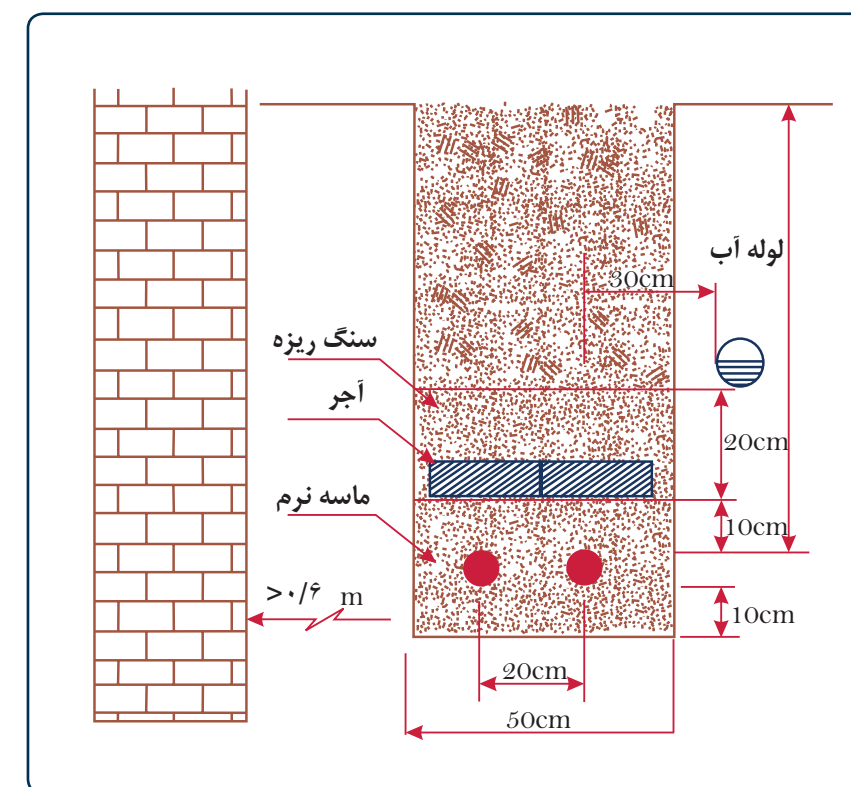 لوله آب
30cm
سنگ ریزه
آجر
20cm
ماسه نرم
10cm
>۰/۶ m
10cm
20cm
50cm